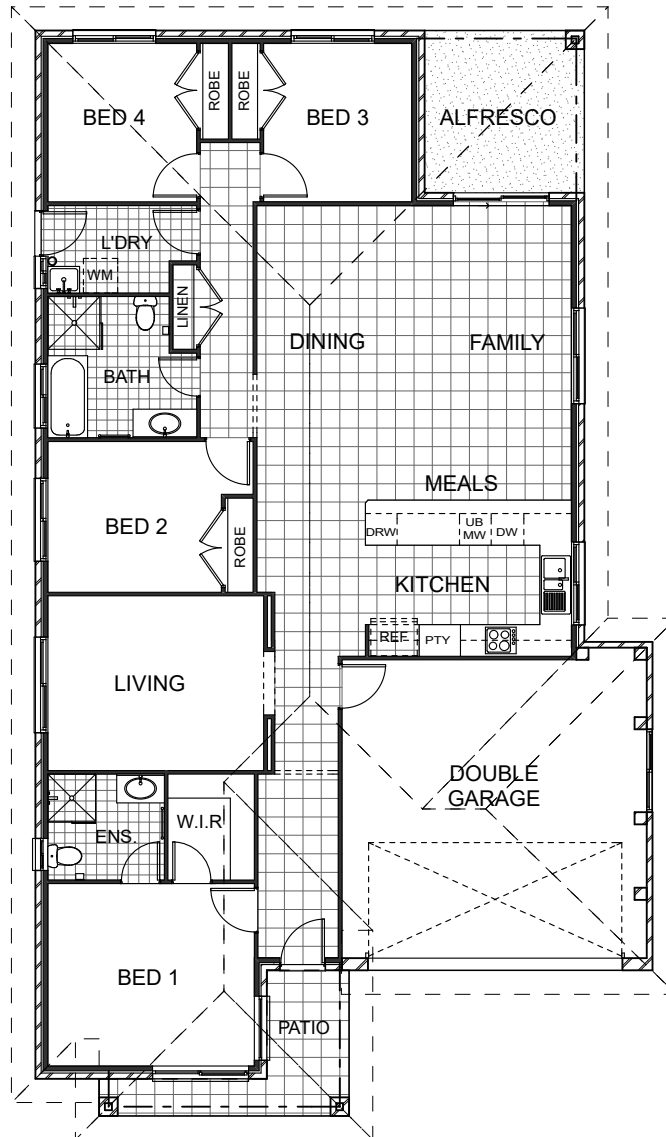 BED 4
ROBE
ROBE
BED 3
ALFRESCO
L'DRY
WM
LINEN
DINING
FAMILY
BATH
MEALS
BED 2
ROBE
DRW
UB
MW
DW
KITCHEN
REF
PTY
LIVING
DOUBLE
GARAGE
ENS.
W.I.R
BED 1
PATIO